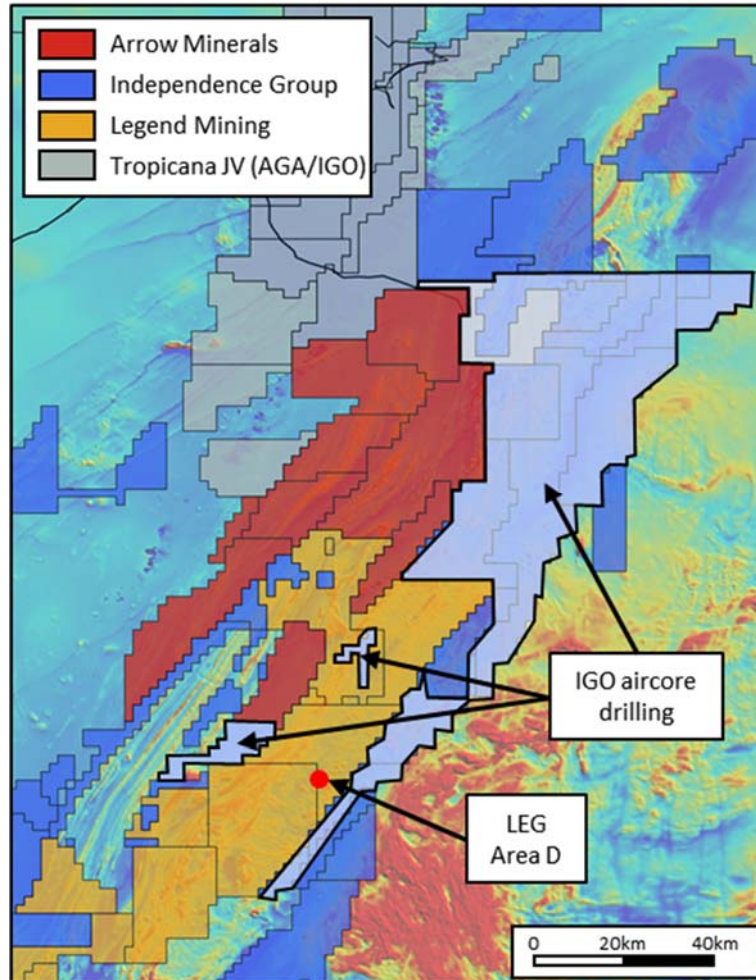 Arrow Minerals
Independence Group
Legend Mining
Tropicana JV (AGA/IGO)
IGO aircore
drilling
LEG
Area D
0 20km 40km